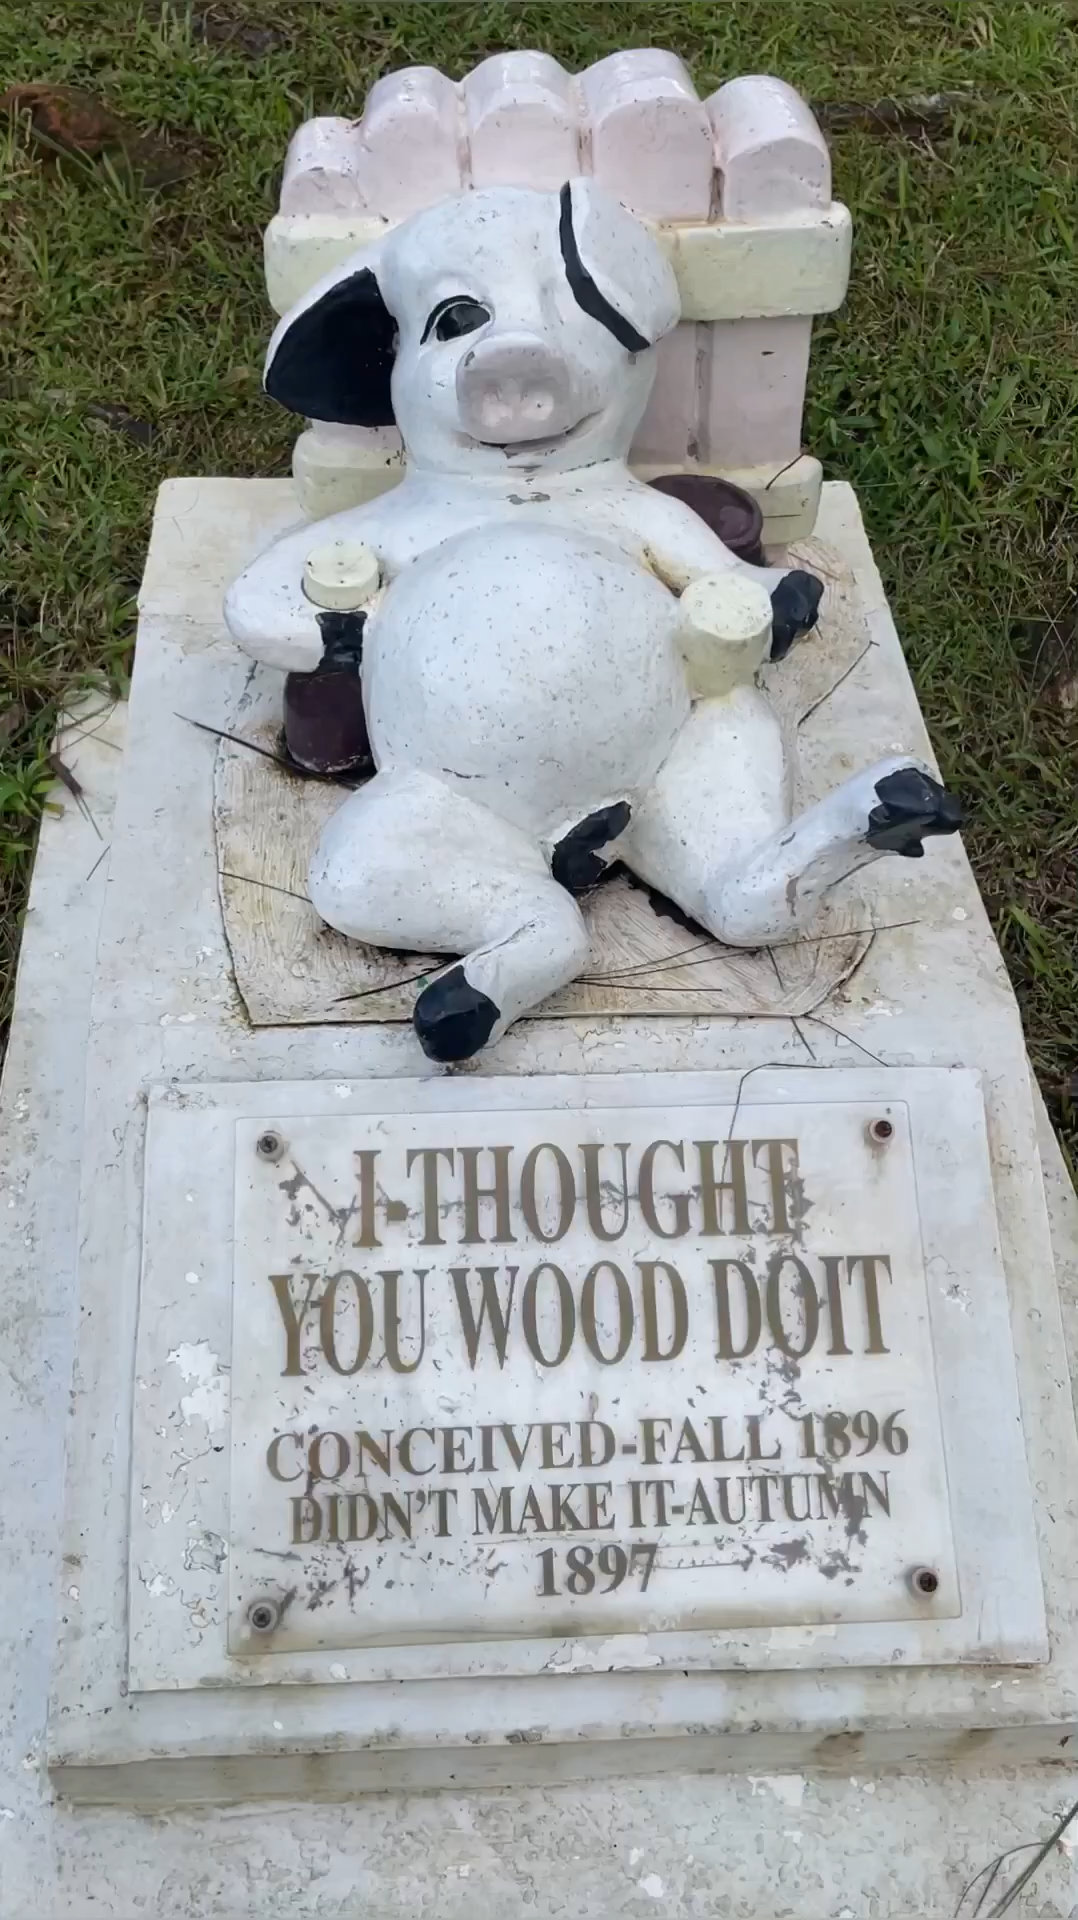 I THOUGHT
YOU WOOD DOIT
CONCEIVED-FALL 1896
DIDN'T MAKE IT-AUTUMN
1897